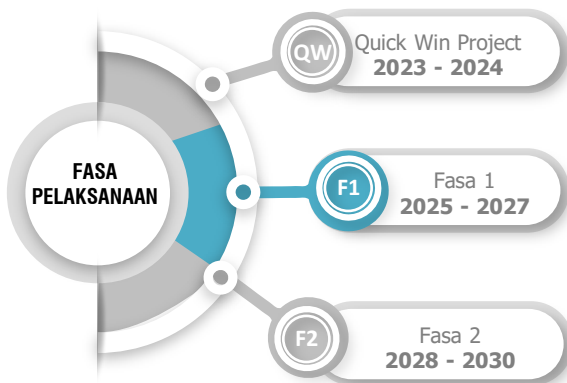 FASA
PELAKSANAAN
QW
Quick Win Project
2023 - 2024
F1
Fasa 1
2025 - 2027
F2
Fasa 2
2028 - 2030